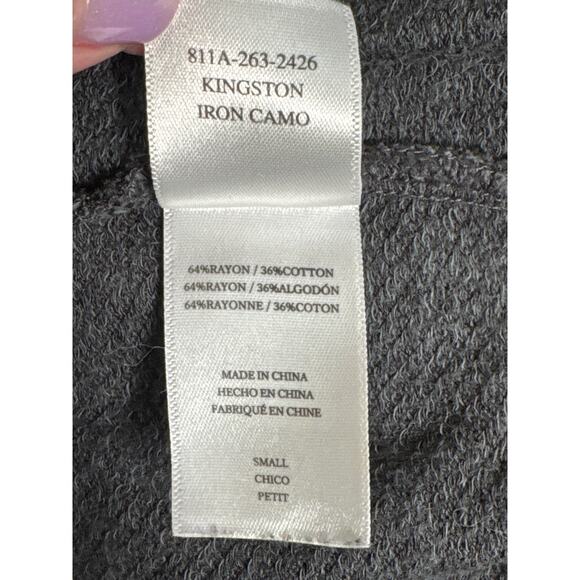 811A-263-2426
KINGSTON
IRON CAMO
64%RAYON / 36%COTTON
64%RAYON / 36%ALGODÓN
64%RAYONNE / 36%COTON
MADE IN CHINA
HECHO EN CHINA
FABRIQUÉ EN CHINE
SMALL
CHICO
PETIT